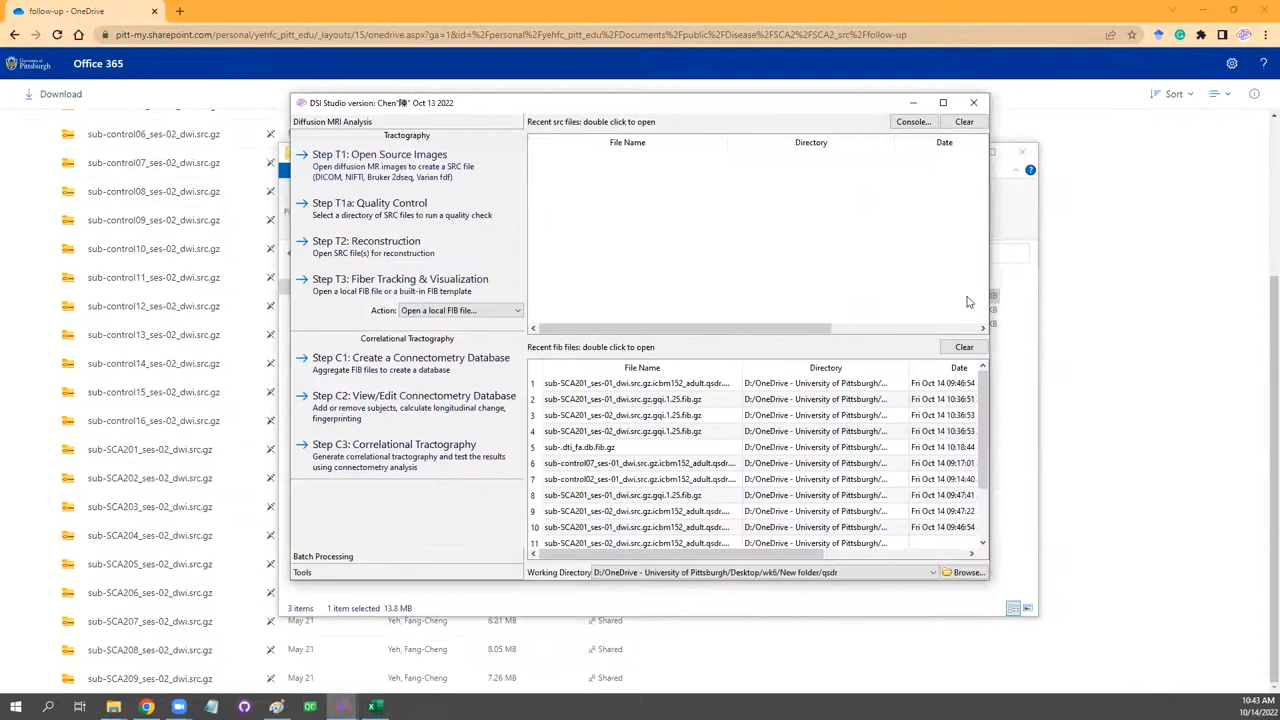 follow-up - OneDrive
pitt-my.sharepoint.com/personal/yehfc_pitt_edu/_layouts/15/onedrive.aspx?ga=1&id=%2Fpersonal%2Fyehfc_pitt_edu%2FDocuments%2Fpublic%2FDisease%2FSCA2%2FSCA2_src%2Ffollow-up
University of Pittsburgh
Office 365
Download
Sort
sub-control06_ses-02_dwi.src.gz
sub-control07_ses-02_dwi.src.gz
sub-control08_ses-02_dwi.src.gz
sub-control09_ses-02_dwi.src.gz
sub-control10_ses-02_dwi.src.gz
sub-control11_ses-02_dwi.src.gz
sub-control12_ses-02_dwi.src.gz
sub-control13_ses-02_dwi.src.gz
sub-control14_ses-02_dwi.src.gz
sub-control15_ses-02_dwi.src.gz
sub-control16_ses-02_dwi.src.gz
sub-SCA201_ses-02_dwi.src.gz
sub-SCA202_ses-02_dwi.src.gz
sub-SCA203_ses-02_dwi.src.gz
sub-SCA204_ses-02_dwi.src.gz
sub-SCA205_ses-02_dwi.src.gz
sub-SCA206_ses-02_dwi.src.gz
sub-SCA207_ses-02_dwi.src.gz May 21 Yeh, Fang-Cheng 8.21 MB Shared
sub-SCA208_ses-02_dwi.src.gz May 21 Yeh, Fang-Cheng 8.05 MB Shared
sub-SCA209_ses-02_dwi.src.gz May 21 Yeh, Fang-Cheng 7.26 MB Shared
DSI Studio version: Chen"陳" Oct 13 2022
Diffusion MRI Analysis
Tractography
Step T1: Open Source Images
Open diffusion MR images to create a SRC file
(DICOM, NIFTI, Bruker 2dseq, Varian fdf)
Step T1a: Quality Control
Select a directory of SRC files to run a quality check
Step T2: Reconstruction
Open SRC file(s) for reconstruction
Step T3: Fiber Tracking & Visualization
Open a local FIB file or a built-in FIB template
Action: Open a local FIB file...
Correlational Tractography
Step C1: Create a Connectometry Database
Aggregate FIB files to create a database
Step C2: View/Edit Connectometry Database
Add or remove subjects, calculate longitudinal change,
fingerprinting
Step C3: Correlational Tractography
Generate correlational tractography and test the results
using connectometry analysis
Batch Processing
Tools
Recent src files: double click to open
Console...
Clear
File Name Directory Date
Recent fib files: double click to open
Clear
File Name Directory Date
1 sub-SCA201_ses-01_dwi.src.gz.icbm152_adult.qsdr.... D:/OneDrive - University of Pittsburgh/... Fri Oct 14 09:46:54
2 sub-SCA201_ses-01_dwi.src.gz.gqi.1.25.fib.gz D:/OneDrive - University of Pittsburgh/... Fri Oct 14 10:36:51
3 sub-SCA201_ses-02_dwi.src.gz.gqi.1.25.fib.gz D:/OneDrive - University of Pittsburgh/... Fri Oct 14 10:36:53
4 sub-SCA201_ses-02_dwi.src.gz.gqi.1.25.fib.gz D:/OneDrive - University of Pittsburgh/... Fri Oct 14 10:36:53
5 sub-.dti_fa.db.fib.gz D:/OneDrive - University of Pittsburgh/... Fri Oct 14 10:18:44
6 sub-control07_ses-01_dwi.src.gz.icbm152_adult.qsdr.... D:/OneDrive - University of Pittsburgh/... Fri Oct 14 09:17:01
7 sub-control02_ses-01_dwi.src.gz.icbm152_adult.qsdr.... D:/OneDrive - University of Pittsburgh/... Fri Oct 14 09:14:40
8 sub-SCA201_ses-01_dwi.src.gz.gqi.1.25.fib.gz D:/OneDrive - University of Pittsburgh/... Fri Oct 14 09:47:41
9 sub-SCA201_ses-02_dwi.src.gz.icbm152_adult.qsdr.... D:/OneDrive - University of Pittsburgh/... Fri Oct 14 09:47:22
10 sub-SCA201_ses-01_dwi.src.gz.icbm152_adult.qsdr.... D:/OneDrive - University of Pittsburgh/... Fri Oct 14 09:46:54
11 sub-SCA201_ses-01_dwi.src.gz.icbm152_adult.qsdr.... D:/OneDrive - University of Pittsburgh/...
Working Directory D:/OneDrive - University of Pittsburgh/Desktop/wk6/New folder/qsdr
Browse...
KB
KB
3 items 1 item selected 13.8 MB
QC
10:43 AM
10/14/2022